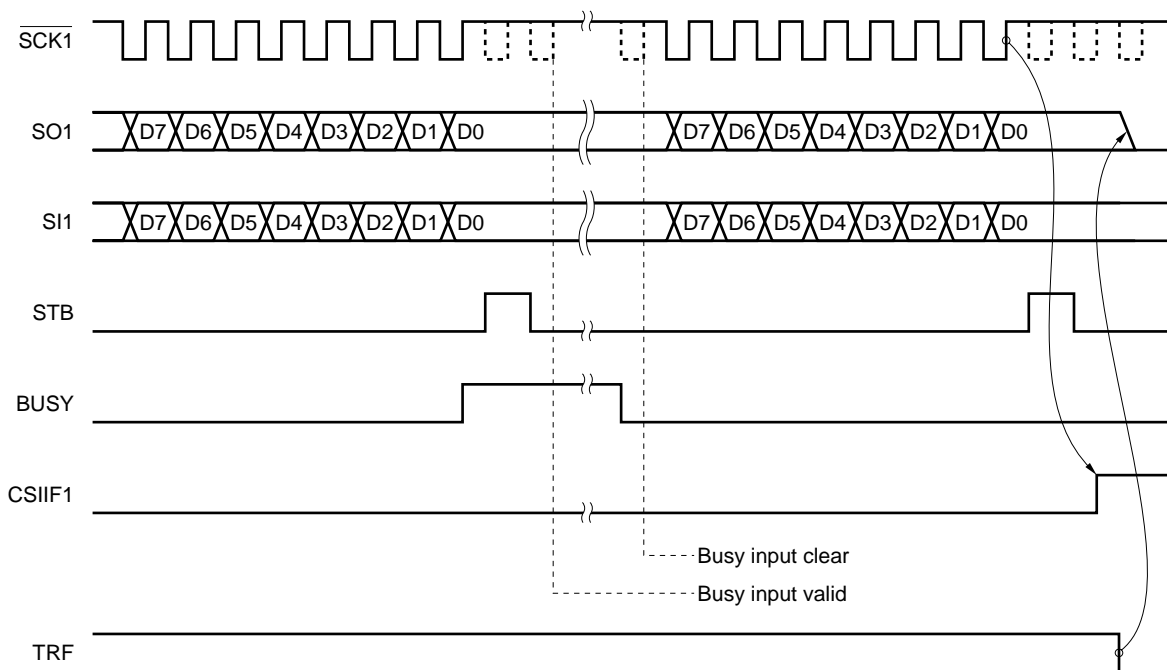 SCK1
SO1 D7 D6 D5 D4 D3 D2 D1 D0 D7 D6 D5 D4 D3 D2 D1 D0
SI1 D7 D6 D5 D4 D3 D2 D1 D0 D7 D6 D5 D4 D3 D2 D1 D0
STB
BUSY
CSIIF1
Busy input clear
Busy input valid
TRF